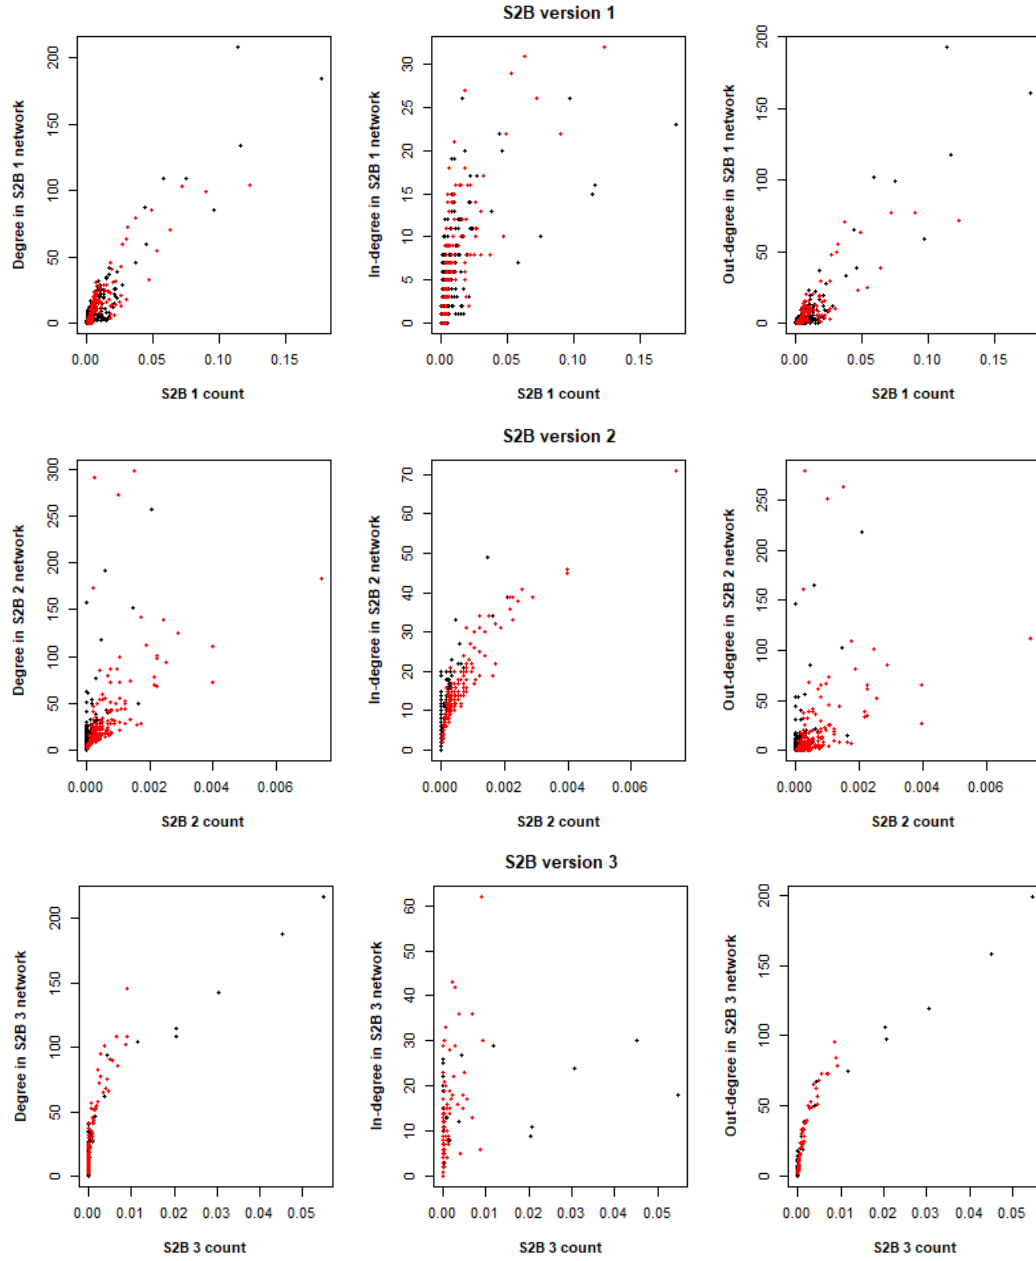 S2B version 1
Degree in S2B 1 network
0 50 100 150 200
0.00 0.05 0.10 0.15
S2B 1 count
In-degree in S2B 1 network
0 5 10 15 20 25 30
0.00 0.05 0.10 0.15
S2B 1 count
Out-degree in S2B 1 network
0 50 100 150 200
0.00 0.05 0.10 0.15
S2B 1 count
S2B version 2
Degree in S2B 2 network
0 50 100 150 200 250 300
0.000 0.002 0.004 0.006
S2B 2 count
In-degree in S2B 2 network
0 10 20 30 40 50 60 70
0.000 0.002 0.004 0.006
S2B 2 count
Out-degree in S2B 2 network
0 50 100 150 200 250
0.000 0.002 0.004 0.006
S2B 2 count
S2B version 3
Degree in S2B 3 network
0 50 100 150 200
0.00 0.01 0.02 0.03 0.04 0.05
S2B 3 count
In-degree in S2B 3 network
0 10 20 30 40 50 60
0.00 0.01 0.02 0.03 0.04 0.05
S2B 3 count
Out-degree in S2B 3 network
0 50 100 150 200
0.00 0.01 0.02 0.03 0.04 0.05
S2B 3 count